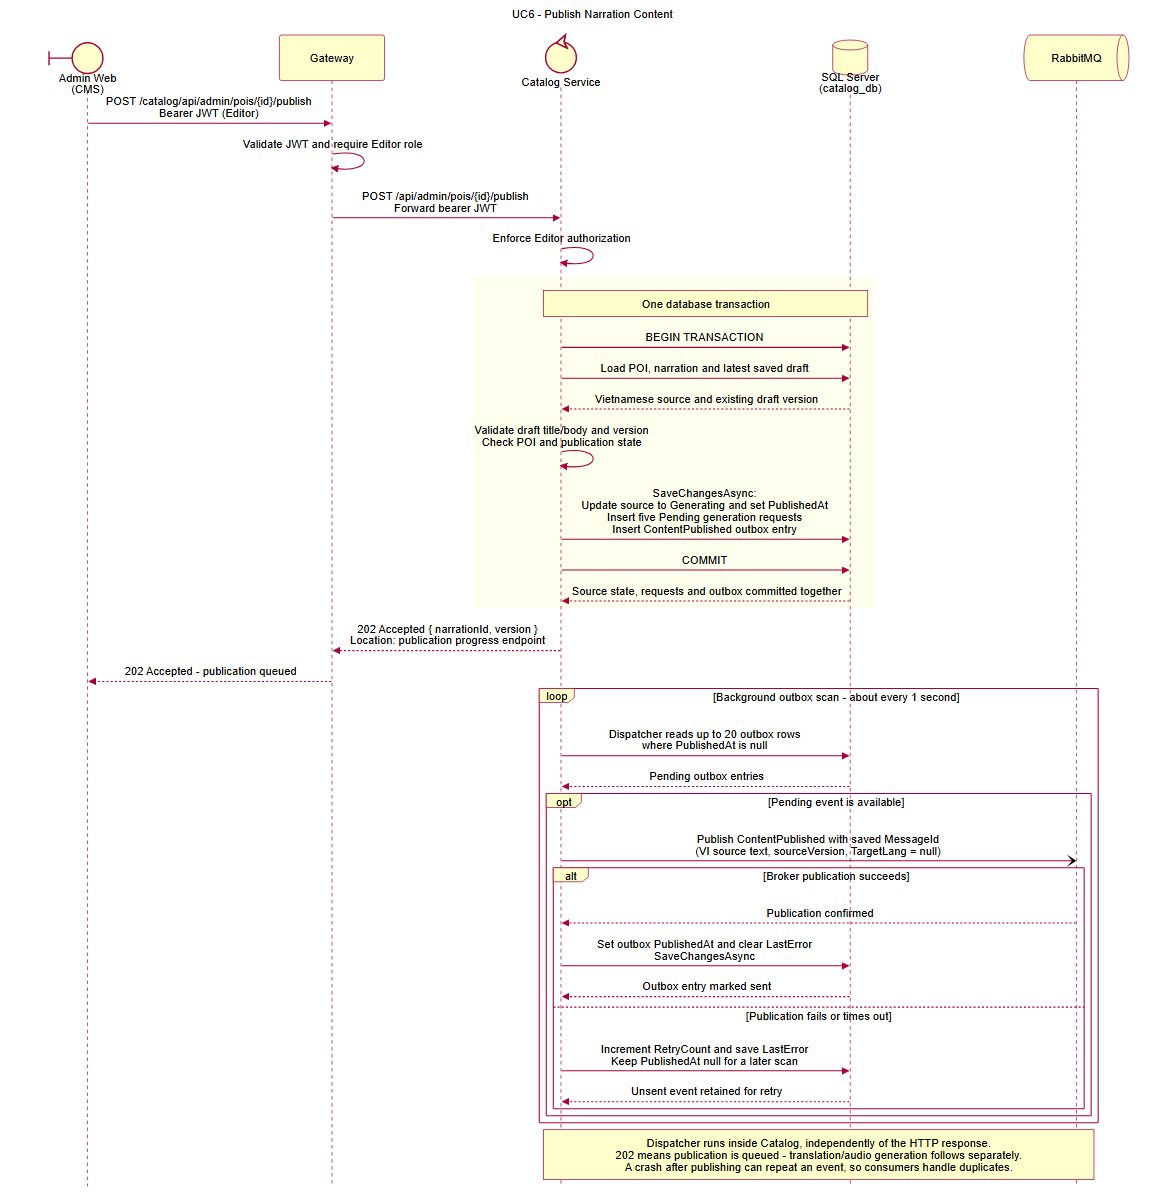 UC6 - Publish Narration Content
Admin Web
(CMS)
Gateway
Catalog Service
SQL Server
(catalog_db)
RabbitMQ
POST /catalog/api/admin/pois/{id}/publish
Bearer JWT (Editor)
Validate JWT and require Editor role
POST /api/admin/pois/{id}/publish
Forward bearer JWT
Enforce Editor authorization
One database transaction
BEGIN TRANSACTION
Load POI, narration and latest saved draft
Vietnamese source and existing draft version
Validate draft title/body and version
Check POI and publication state
SaveChangesAsync:
Update source to Generating and set PublishedAt
Insert five Pending generation requests
Insert ContentPublished outbox entry
COMMIT
Source state, requests and outbox committed together
202 Accepted { narrationId, version }
Location: publication progress endpoint
202 Accepted - publication queued
loop
[Background outbox scan - about every 1 second]
Dispatcher reads up to 20 outbox rows
where PublishedAt is null
Pending outbox entries
opt
[Pending event is available]
Publish ContentPublished with saved MessageId
(VI source text, sourceVersion, TargetLang = null)
alt
[Broker publication succeeds]
Publication confirmed
Set outbox PublishedAt and clear LastError
SaveChangesAsync
Outbox entry marked sent
[Publication fails or times out]
Increment RetryCount and save LastError
Keep PublishedAt null for a later scan
Unsent event retained for retry
Dispatcher runs inside Catalog, independently of the HTTP response.
202 means publication is queued - translation/audio generation follows separately.
A crash after publishing can repeat an event, so consumers handle duplicates.